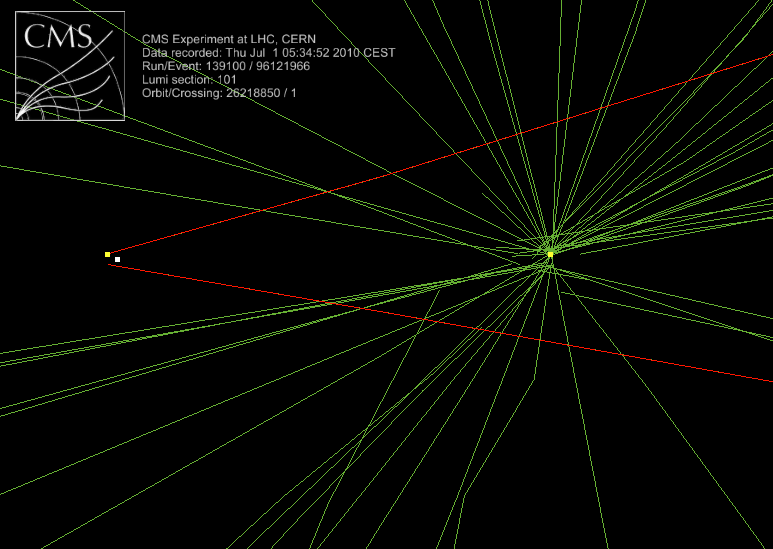 CMS
CMS Experiment at LHC, CERN
Data recorded: Thu Jul 1 05:34:52 2010 CEST
Run/Event: 139100 / 96121966
Lumi section: 101
Orbit/Crossing: 26218850 / 1